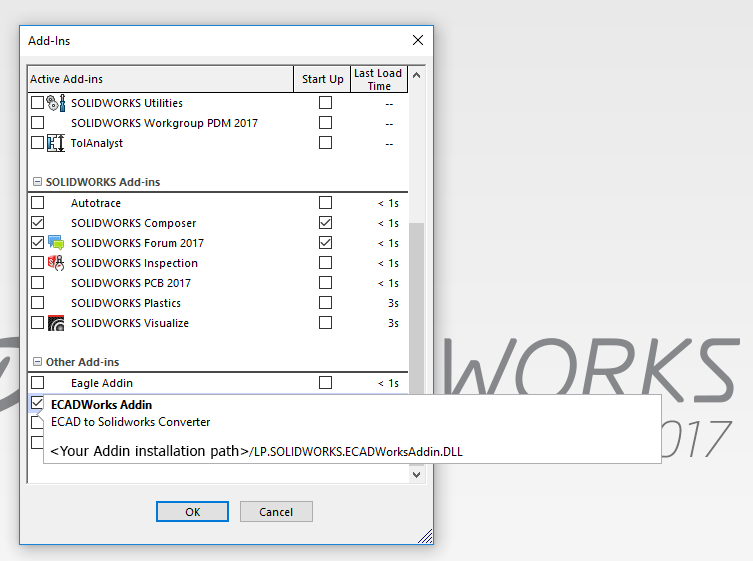 Add-Ins
Active Add-ins Start Up Last Load Time
SOLIDWORKS Utilities --
SOLIDWORKS Workgroup PDM 2017 --
TolAnalyst --
SOLIDWORKS Add-ins
Autotrace < 1s
SOLIDWORKS Composer < 1s
SOLIDWORKS Forum 2017 < 1s
SOLIDWORKS Inspection < 1s
SOLIDWORKS PCB 2017 < 1s
SOLIDWORKS Plastics 3s
SOLIDWORKS Visualize 3s
WORKS
Other Add-ins
Eagle Addin < 1s
ECADWorks Addin
ECAD to Solidworks Converter
2017
<Your Addin installation path>/LP.SOLIDWORKS.ECADWorksAddin.DLL
OK Cancel